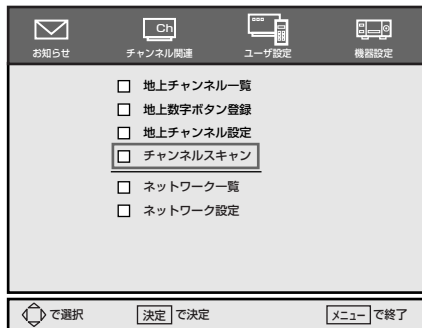 Ch
お知らせ チャンネル関連 ユーザ設定 機器設定
地上チャンネル一覧
地上数字ボタン登録
地上チャンネル設定
チャンネルスキャン
ネットワーク一覧
ネットワーク設定
で選択 決定 で決定 メニュー で終了